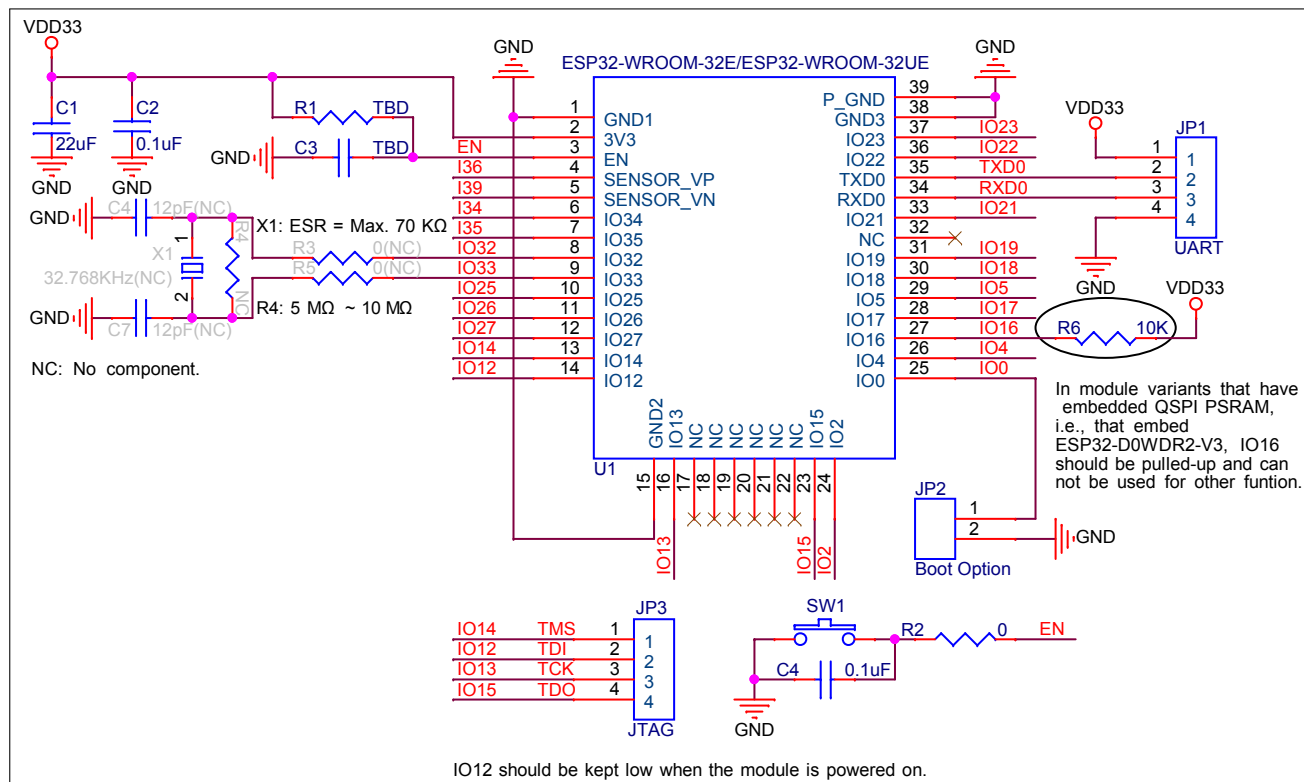 VDD33
C1
22uF
GND
C2
0.1uF
GND
R1
TBD
GND
C3
TBD
GND
C4
12pF(NC)
X1
1
2
32.768KHz(NC)
R4
NC
GND
C7
12pF(NC)
X1: ESR = Max. 70 KΩ
R3
0(NC)
R5
0(NC)
R4: 5 MΩ ~ 10 MΩ
NC: No component.
GND
ESP32-WROOM-32E/ESP32-WROOM-32UE
GND
1
GND1
2
3V3
EN
3
EN
I36
4
SENSOR_VP
I39
5
SENSOR_VN
I34
6
IO34
I35
7
IO35
IO32
8
IO32
IO33
9
IO33
IO25
10
IO25
IO26
11
IO26
IO27
12
IO27
IO14
13
IO14
IO12
14
IO12
39
P_GND
38
GND3
37
IO23
IO23
36
IO22
IO22
35
TXD0
TXD0
34
RXD0
RXD0
33
IO21
IO21
32
NC
31
IO19
IO19
30
IO18
IO18
29
IO5
IO5
28
IO17
IO17
27
IO16
IO16
26
IO4
IO4
25
IO0
IO0
U1
GND2
15
IO13
16
IO13
NC
17
NC
18
NC
19
NC
20
NC
21
NC
22
IO15
23
IO15
IO2
24
IO2
VDD33
JP1
1
1
2
2
3
3
4
4
UART
GND
VDD33
R6
10K
In module variants that have
embedded QSPI PSRAM,
i.e., that embed
ESP32-D0WDR2-V3, IO16
should be pulled-up and can
not be used for other funtion.
JP2
1
2
GND
Boot Option
JP3
IO14
TMS
1
1
IO12
TDI
2
2
IO13
TCK
3
3
IO15
TDO
4
4
JTAG
SW1
R2
0
EN
C4
0.1uF
GND
IO12 should be kept low when the module is powered on.